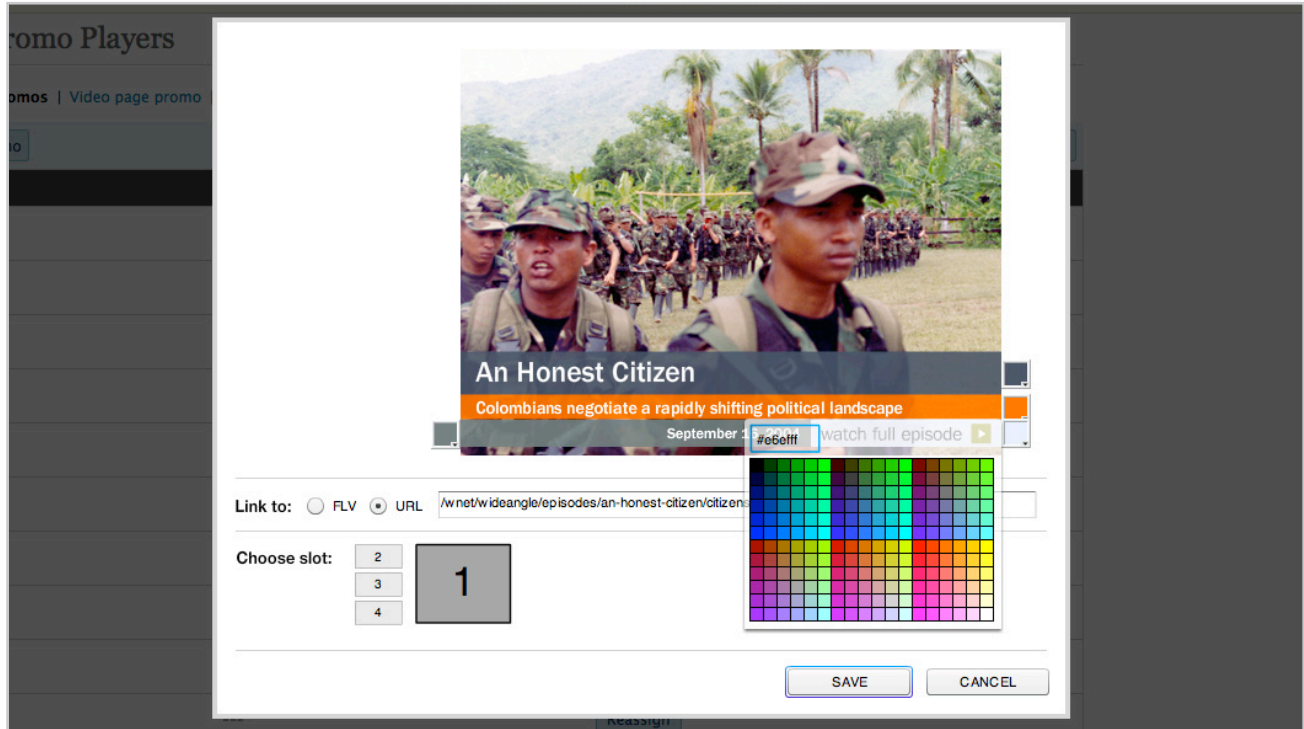 romo Players
omos | Video page promo |
An Honest Citizen
Colombians negotiate a rapidly shifting political landscape
September 2004 watch full episode
#e6efff
Link to: FLV URL /wnet/wideangle/episodes/an-honest-citizen/citizens
Choose slot:
2
3
4
1
SAVE CANCEL
Reassign